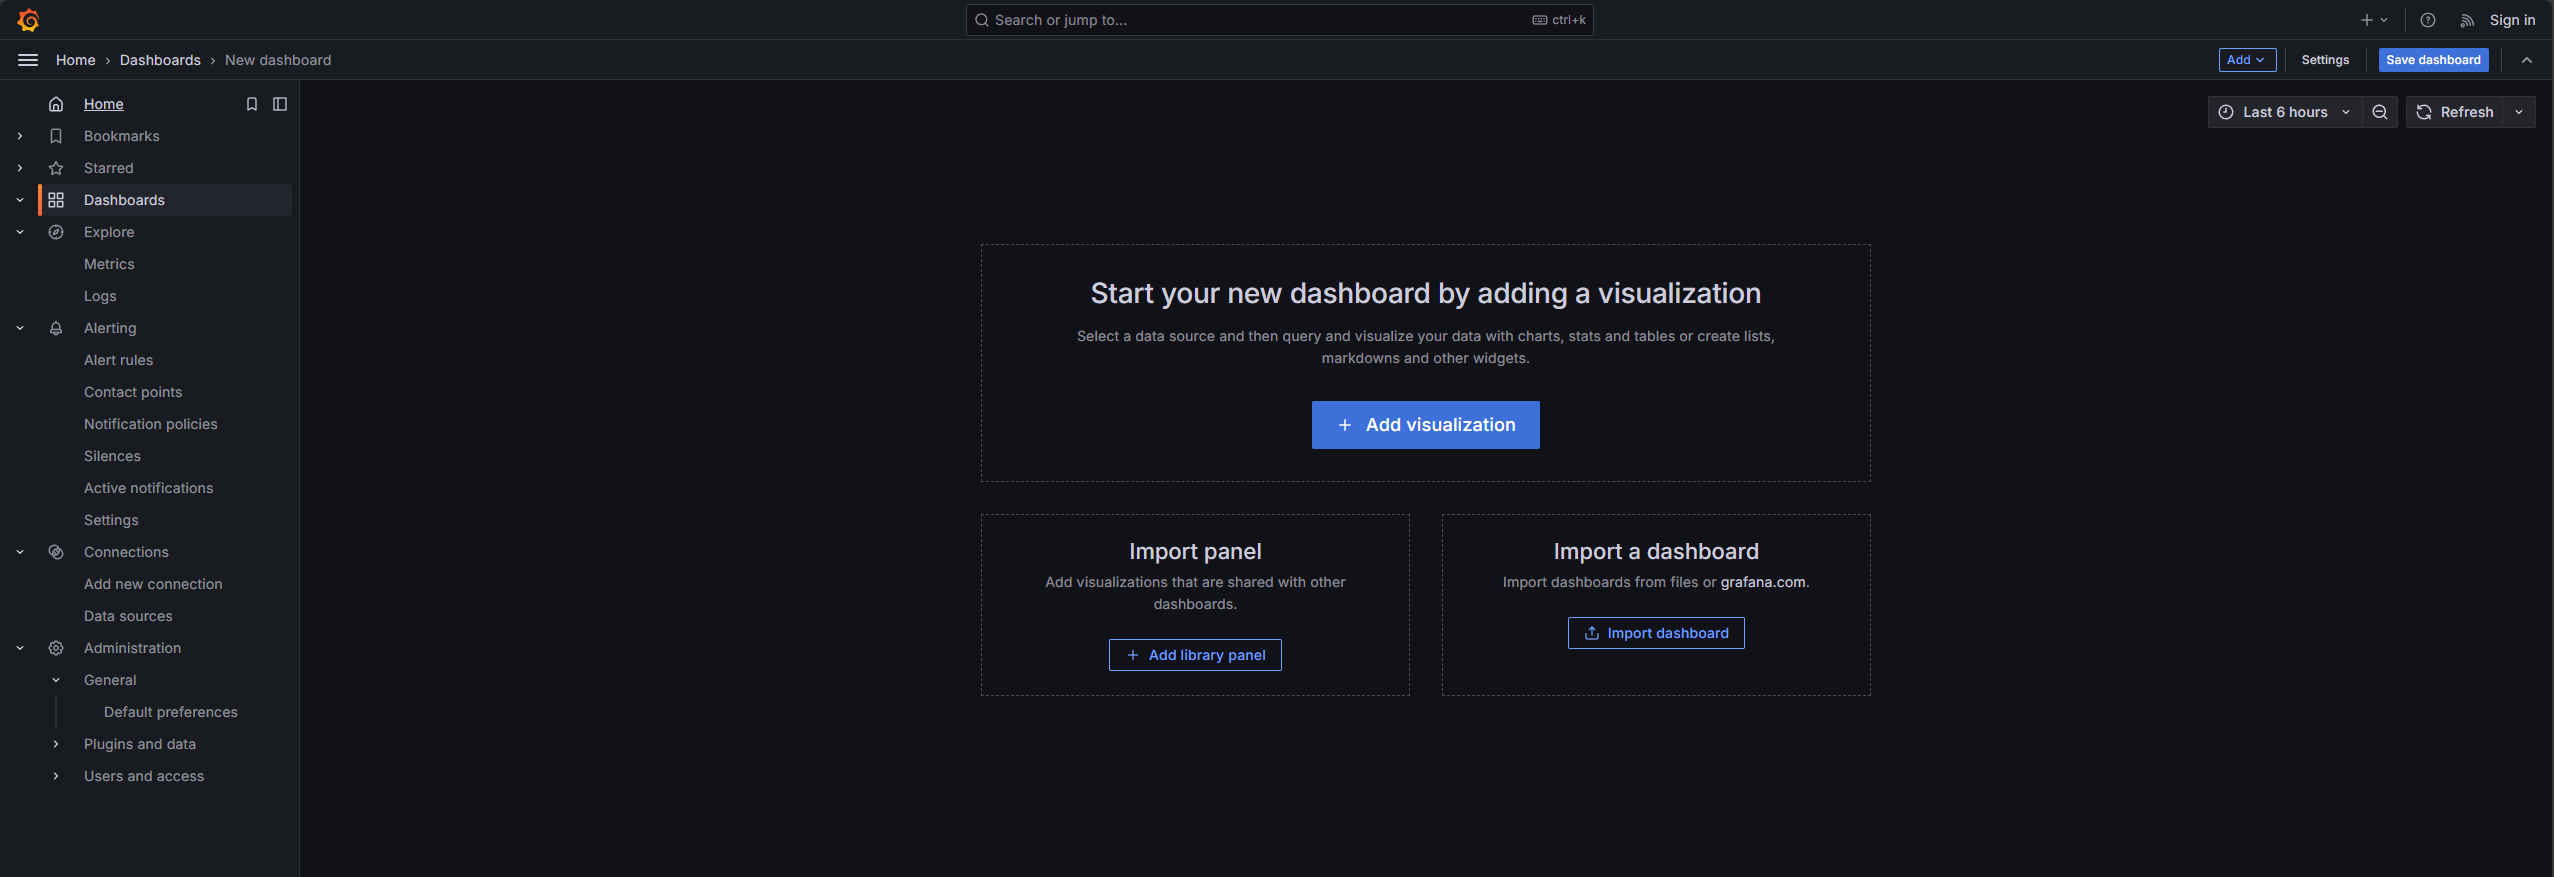 Search or jump to...
ctrl+k
Sign in
Home
Dashboards
New dashboard
Add
Settings
Save dashboard
Home
Bookmarks
Starred
Dashboards
Explore
Metrics
Logs
Alerting
Alert rules
Contact points
Notification policies
Silences
Active notifications
Settings
Connections
Add new connection
Data sources
Administration
General
Default preferences
Plugins and data
Users and access
Last 6 hours
Refresh
Start your new dashboard by adding a visualization
Select a data source and then query and visualize your data with charts, stats and tables or create lists,
markdowns and other widgets.
Add visualization
Import panel
Add visualizations that are shared with other
dashboards.
Add library panel
Import a dashboard
Import dashboards from files or grafana.com.
Import dashboard